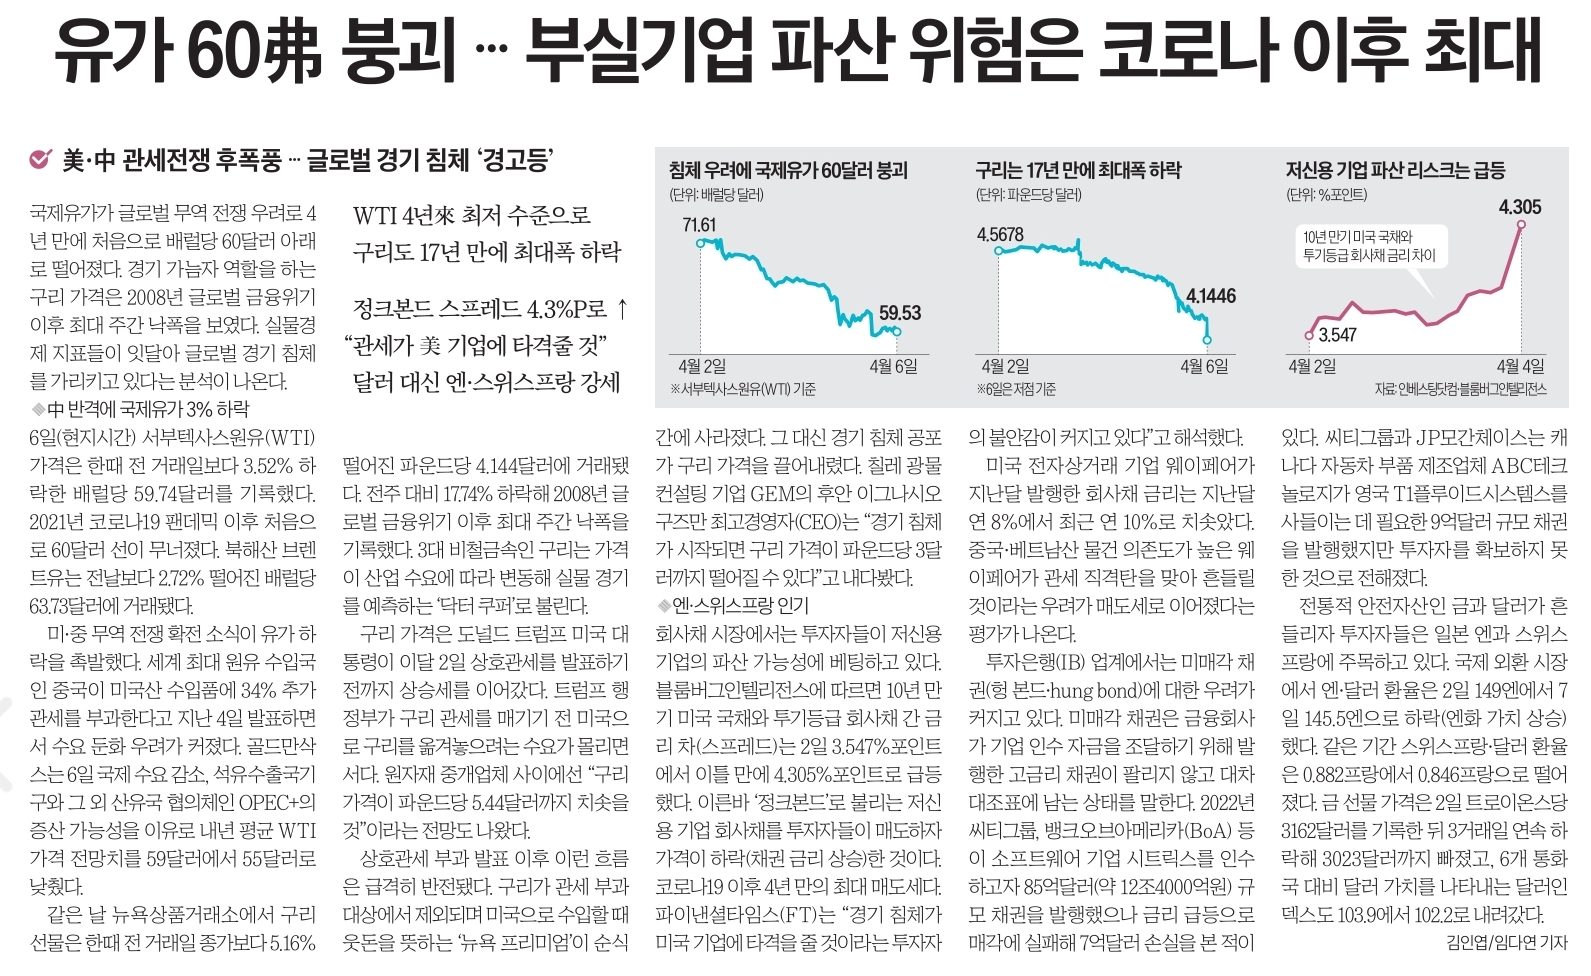 유가 60弗 붕괴 … 부실기업 파산 위험은 코로나 이후 최대
美·中 관세전쟁 후폭풍 … 글로벌 경기 침체 ‘경고등’
국제유가가 글로벌 무역 전쟁 우려로 4
년 만에 처음으로 배럴당 60달러 아래
로 떨어졌다. 경기 가늠자 역할을 하는
구리 가격은 2008년 글로벌 금융위기
이후 최대 주간 낙폭을 보였다. 실물경
제 지표들이 잇달아 글로벌 경기 침체
를 가리키고 있다는 분석이 나온다.
◆中 반격에 국제유가 3% 하락
6일(현지시간) 서부텍사스원유(WTI)
가격은 한때 전 거래일보다 3.52% 하
락한 배럴당 59.74달러를 기록했다.
2021년 코로나19 팬데믹 이후 처음으
로 60달러 선이 무너졌다. 북해산 브렌
트유는 전날보다 2.72% 떨어진 배럴당
63.73달러에 거래됐다.
미·중 무역 전쟁 확전 소식이 유가 하
락을 촉발했다. 세계 최대 원유 수입국
인 중국이 미국산 수입품에 34% 추가
관세를 부과한다고 지난 4일 발표하면
서 수요 둔화 우려가 커졌다. 골드만삭
스는 6일 국제 수요 감소, 석유수출국기
구와 그 외 산유국 협의체인 OPEC+의
증산 가능성을 이유로 내년 평균 WTI
가격 전망치를 59달러에서 55달러로
낮췄다.
같은 날 뉴욕상품거래소에서 구리
선물은 한때 전 거래일 종가보다 5.16%
WTI 4년來 최저 수준으로
구리도 17년 만에 최대폭 하락
정크본드 스프레드 4.3%P로 ↑
“관세가 美 기업에 타격줄 것”
달러 대신 엔·스위스프랑 강세
떨어진 파운드당 4.144달러에 거래됐
다. 전주 대비 17.74% 하락해 2008년 글
로벌 금융위기 이후 최대 주간 낙폭을
기록했다. 3대 비철금속인 구리는 가격
이 산업 수요에 따라 변동해 실물 경기
를 예측하는 ‘닥터 쿠퍼’로 불린다.
구리 가격은 도널드 트럼프 미국 대
통령이 이달 2일 상호관세를 발표하기
전까지 상승세를 이어갔다. 트럼프 행
정부가 구리 관세를 매기기 전 미국으
로 구리를 옮겨놓으려는 수요가 몰리면
서다. 원자재 중개업체 사이에선 “구리
가격이 파운드당 5.44달러까지 치솟을
것”이라는 전망도 나왔다.
상호관세 부과 발표 이후 이런 흐름
은 급격히 반전됐다. 구리가 관세 부과
대상에서 제외되며 미국으로 수입할 때
웃돈을 뜻하는 ‘뉴욕 프리미엄’이 순식
침체 우려에 국제유가 60달러 붕괴
(단위: 배럴당 달러)
71.61
59.53
4월 2일
4월 6일
※서부텍사스원유(WTI) 기준
구리는 17년 만에 최대폭 하락
(단위: 파운드당 달러)
4.5678
4.1446
4월 2일
4월 6일
※6일은 저점 기준
저신용 기업 파산 리스크는 급등
(단위: %포인트)
4.305
10년 만기 미국 국채와
투기등급 회사채 금리 차이
3.547
4월 2일
4월 4일
자료: 인베스팅닷컴·블룸버그인텔리전스
간에 사라졌다. 그 대신 경기 침체 공포
가 구리 가격을 끌어내렸다. 칠레 광물
컨설팅 기업 GEM의 후안 이그나시오
구즈만 최고경영자(CEO)는 “경기 침체
가 시작되면 구리 가격이 파운드당 3달
러까지 떨어질 수 있다”고 내다봤다.
◆엔·스위스프랑 인기
회사채 시장에서는 투자자들이 저신용
기업의 파산 가능성에 베팅하고 있다.
블룸버그인텔리전스에 따르면 10년 만
기 미국 국채와 투기등급 회사채 간 금
리 차(스프레드)는 2일 3.547%포인트
에서 이틀 만에 4.305%포인트로 급등
했다. 이른바 ‘정크본드’로 불리는 저신
용 기업 회사채를 투자자들이 매도하자
가격이 하락(채권 금리 상승)한 것이다.
코로나19 이후 4년 만의 최대 매도세다.
파이낸셜타임스(FT)는 “경기 침체가
미국 기업에 타격을 줄 것이라는 투자자
의 불안감이 커지고 있다”고 해석했다.
미국 전자상거래 기업 웨이페어가
지난달 발행한 회사채 금리는 지난달
연 8%에서 최근 연 10%로 치솟았다.
중국·베트남산 물건 의존도가 높은 웨
이페어가 관세 직격탄을 맞아 흔들릴
것이라는 우려가 매도세로 이어졌다는
평가가 나온다.
투자은행(IB) 업계에서는 미매각 채
권(헝 본드·hung bond)에 대한 우려가
커지고 있다. 미매각 채권은 금융회사
가 기업 인수 자금을 조달하기 위해 발
행한 고금리 채권이 팔리지 않고 대차
대조표에 남는 상태를 말한다. 2022년
씨티그룹, 뱅크오브아메리카(BoA) 등
이 소프트웨어 기업 시트릭스를 인수
하고자 85억달러(약 12조4000억원) 규
모 채권을 발행했으나 금리 급등으로
매각에 실패해 7억달러 손실을 본 적이
있다. 씨티그룹과 JP모간체이스는 캐
나다 자동차 부품 제조업체 ABC테크
놀로지가 영국 T1플루이드시스템스를
사들이는 데 필요한 9억달러 규모 채권
을 발행했지만 투자자를 확보하지 못
한 것으로 전해졌다.
전통적 안전자산인 금과 달러가 흔
들리자 투자자들은 일본 엔과 스위스
프랑에 주목하고 있다. 국제 외환 시장
에서 엔·달러 환율은 2일 149엔에서 7
일 145.5엔으로 하락(엔화 가치 상승)
했다. 같은 기간 스위스프랑·달러 환율
은 0.882프랑에서 0.846프랑으로 떨어
졌다. 금 선물 가격은 2일 트로이온스당
3162달러를 기록한 뒤 3거래일 연속 하
락해 3023달러까지 빠졌고, 6개 통화
국 대비 달러 가치를 나타내는 달러인
덱스도 103.9에서 102.2로 내려갔다.
김인엽/임다연 기자